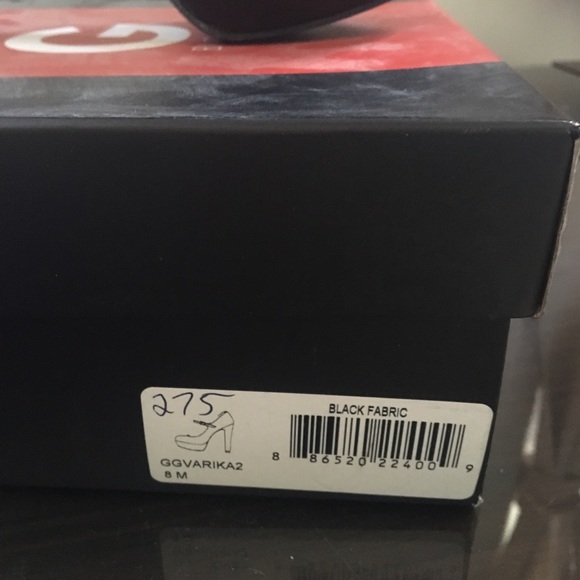 G
275
BLACK FABRIC
GGVARIKA2
8 M
8 86520 22400 9